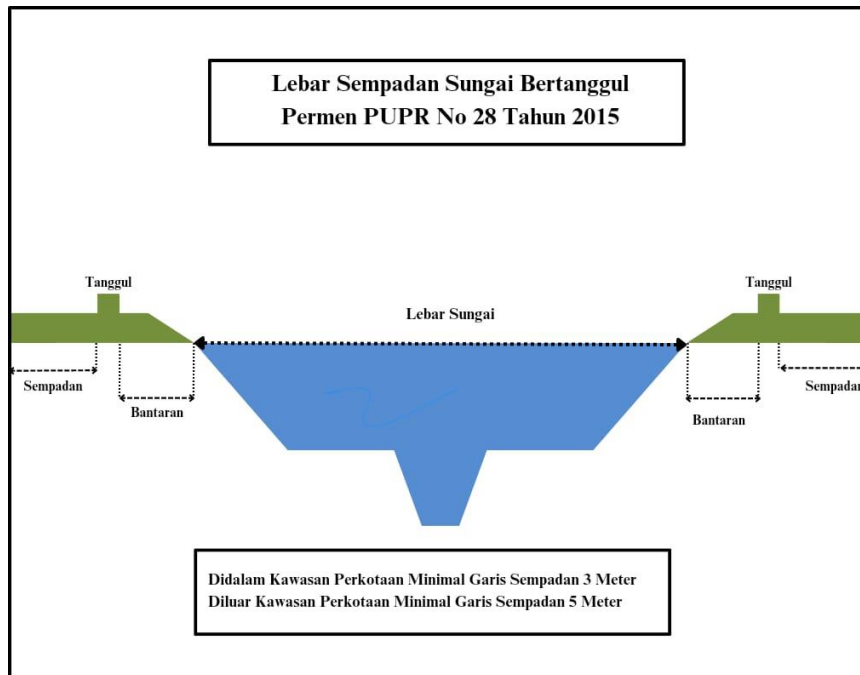 Lebar Sempadan Sungai Bertanggul
Permen PUPR No 28 Tahun 2015
Tanggul
Tanggul
Lebar Sungai
Sempadan
Sempadan
Bantaran
Bantaran
Didalam Kawasan Perkotaan Minimal Garis Sempadan 3 Meter
Diluar Kawasan Perkotaan Minimal Garis Sempadan 5 Meter